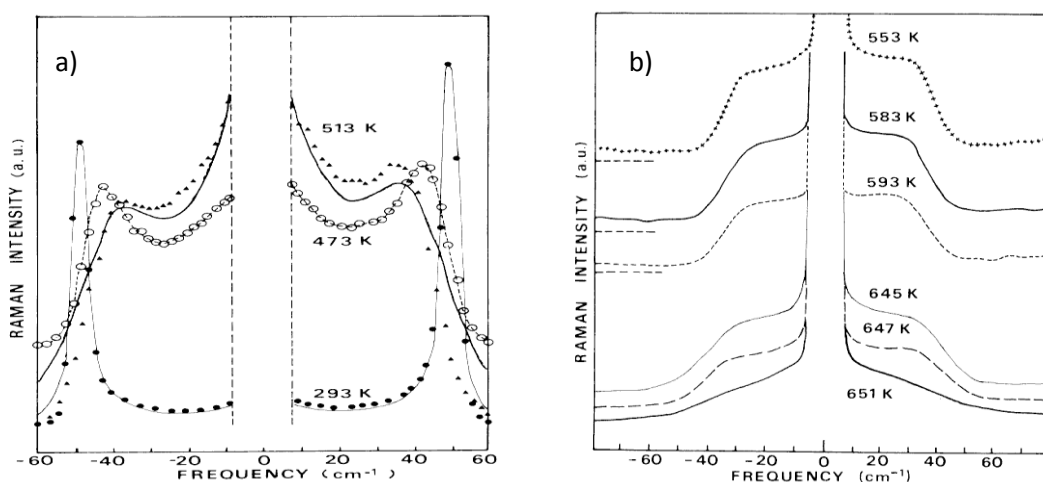 a)
513 K
473 K
293 K
RAMAN INTENSITY (a.u.)
-60 -40 -20 0 20 40 60
FREQUENCY (cm⁻¹)
b)
553 K
583 K
593 K
645 K
647 K
651 K
RAMAN INTENSITY (a.u.)
-60 -40 -20 0 20 40 60
FREQUENCY (cm⁻¹)